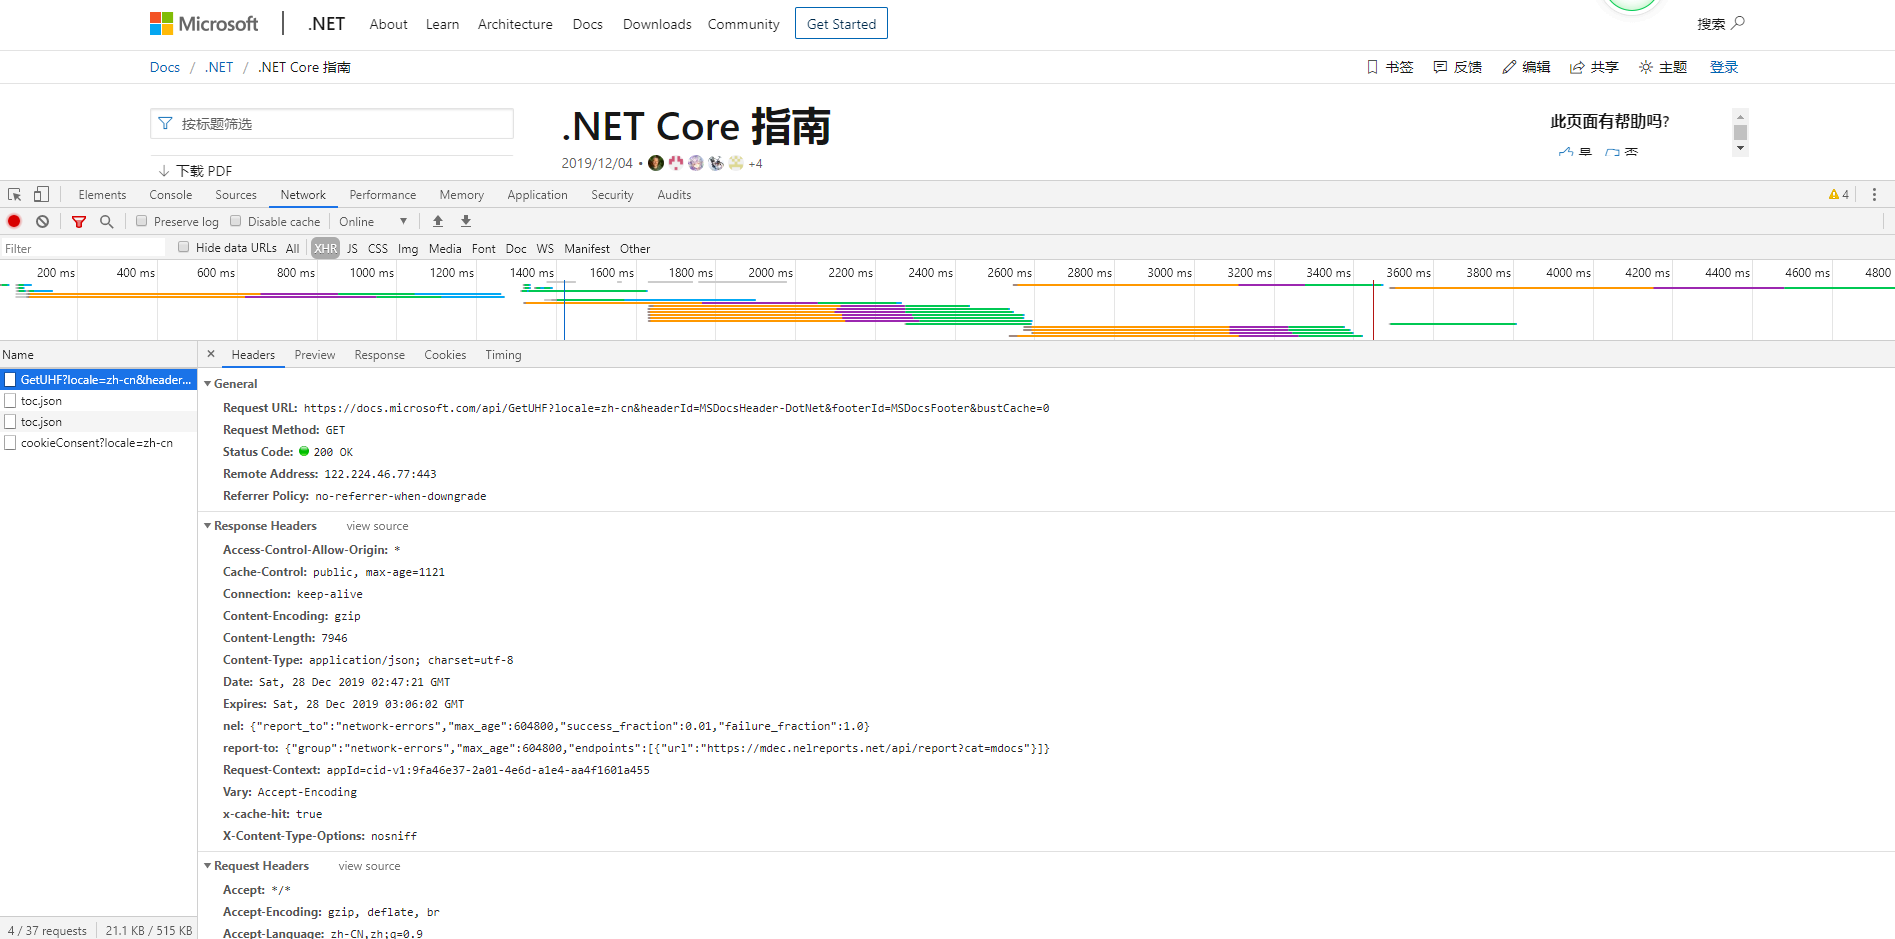 Microsoft | .NET About Learn Architecture Docs Downloads Community Get Started 搜索
Docs / .NET / .NET Core 指南 书签 反馈 编辑 共享 主题 登录
按标题筛选 .NET Core 指南 此页面有帮助吗?
2019/12/04 • +4 是 否
下载 PDF
Elements Console Sources Network Performance Memory Application Security Audits 4
Preserve log Disable cache Online
Filter Hide data URLs All XHR JS CSS Img Media Font Doc WS Manifest Other
200 ms 400 ms 600 ms 800 ms 1000 ms 1200 ms 1400 ms 1600 ms 1800 ms 2000 ms 2200 ms 2400 ms 2600 ms 2800 ms 3000 ms 3200 ms 3400 ms 3600 ms 3800 ms 4000 ms 4200 ms 4400 ms 4600 ms 4800
Name × Headers Preview Response Cookies Timing
GetUHF?locale=zh-cn&header...
toc.json
toc.json
cookieConsent?locale=zh-cn
General
Request URL: https://docs.microsoft.com/api/GetUHF?locale=zh-cn&headerId=MSDocsHeader-DotNet&footerId=MSDocsFooter&bustCache=0
Request Method: GET
Status Code: 200 OK
Remote Address: 122.224.46.77:443
Referrer Policy: no-referrer-when-downgrade
Response Headers view source
Access-Control-Allow-Origin: *
Cache-Control: public, max-age=1121
Connection: keep-alive
Content-Encoding: gzip
Content-Length: 7946
Content-Type: application/json; charset=utf-8
Date: Sat, 28 Dec 2019 02:47:21 GMT
Expires: Sat, 28 Dec 2019 03:06:02 GMT
nel: {"report_to":"network-errors","max_age":604800,"success_fraction":0.01,"failure_fraction":1.0}
report-to: {"group":"network-errors","max_age":604800,"endpoints":[{"url":"https://mdec.nelreports.net/api/report?cat=mdocs"}]}
Request-Context: appId=cid-v1:9fa46e37-2a01-4e6d-a1e4-aa4f1601a455
Vary: Accept-Encoding
x-cache-hit: true
X-Content-Type-Options: nosniff
Request Headers view source
Accept: */*
Accept-Encoding: gzip, deflate, br
Accept-Language: zh-CN,zh;q=0.9
4 / 37 requests 21.1 KB / 515 KB